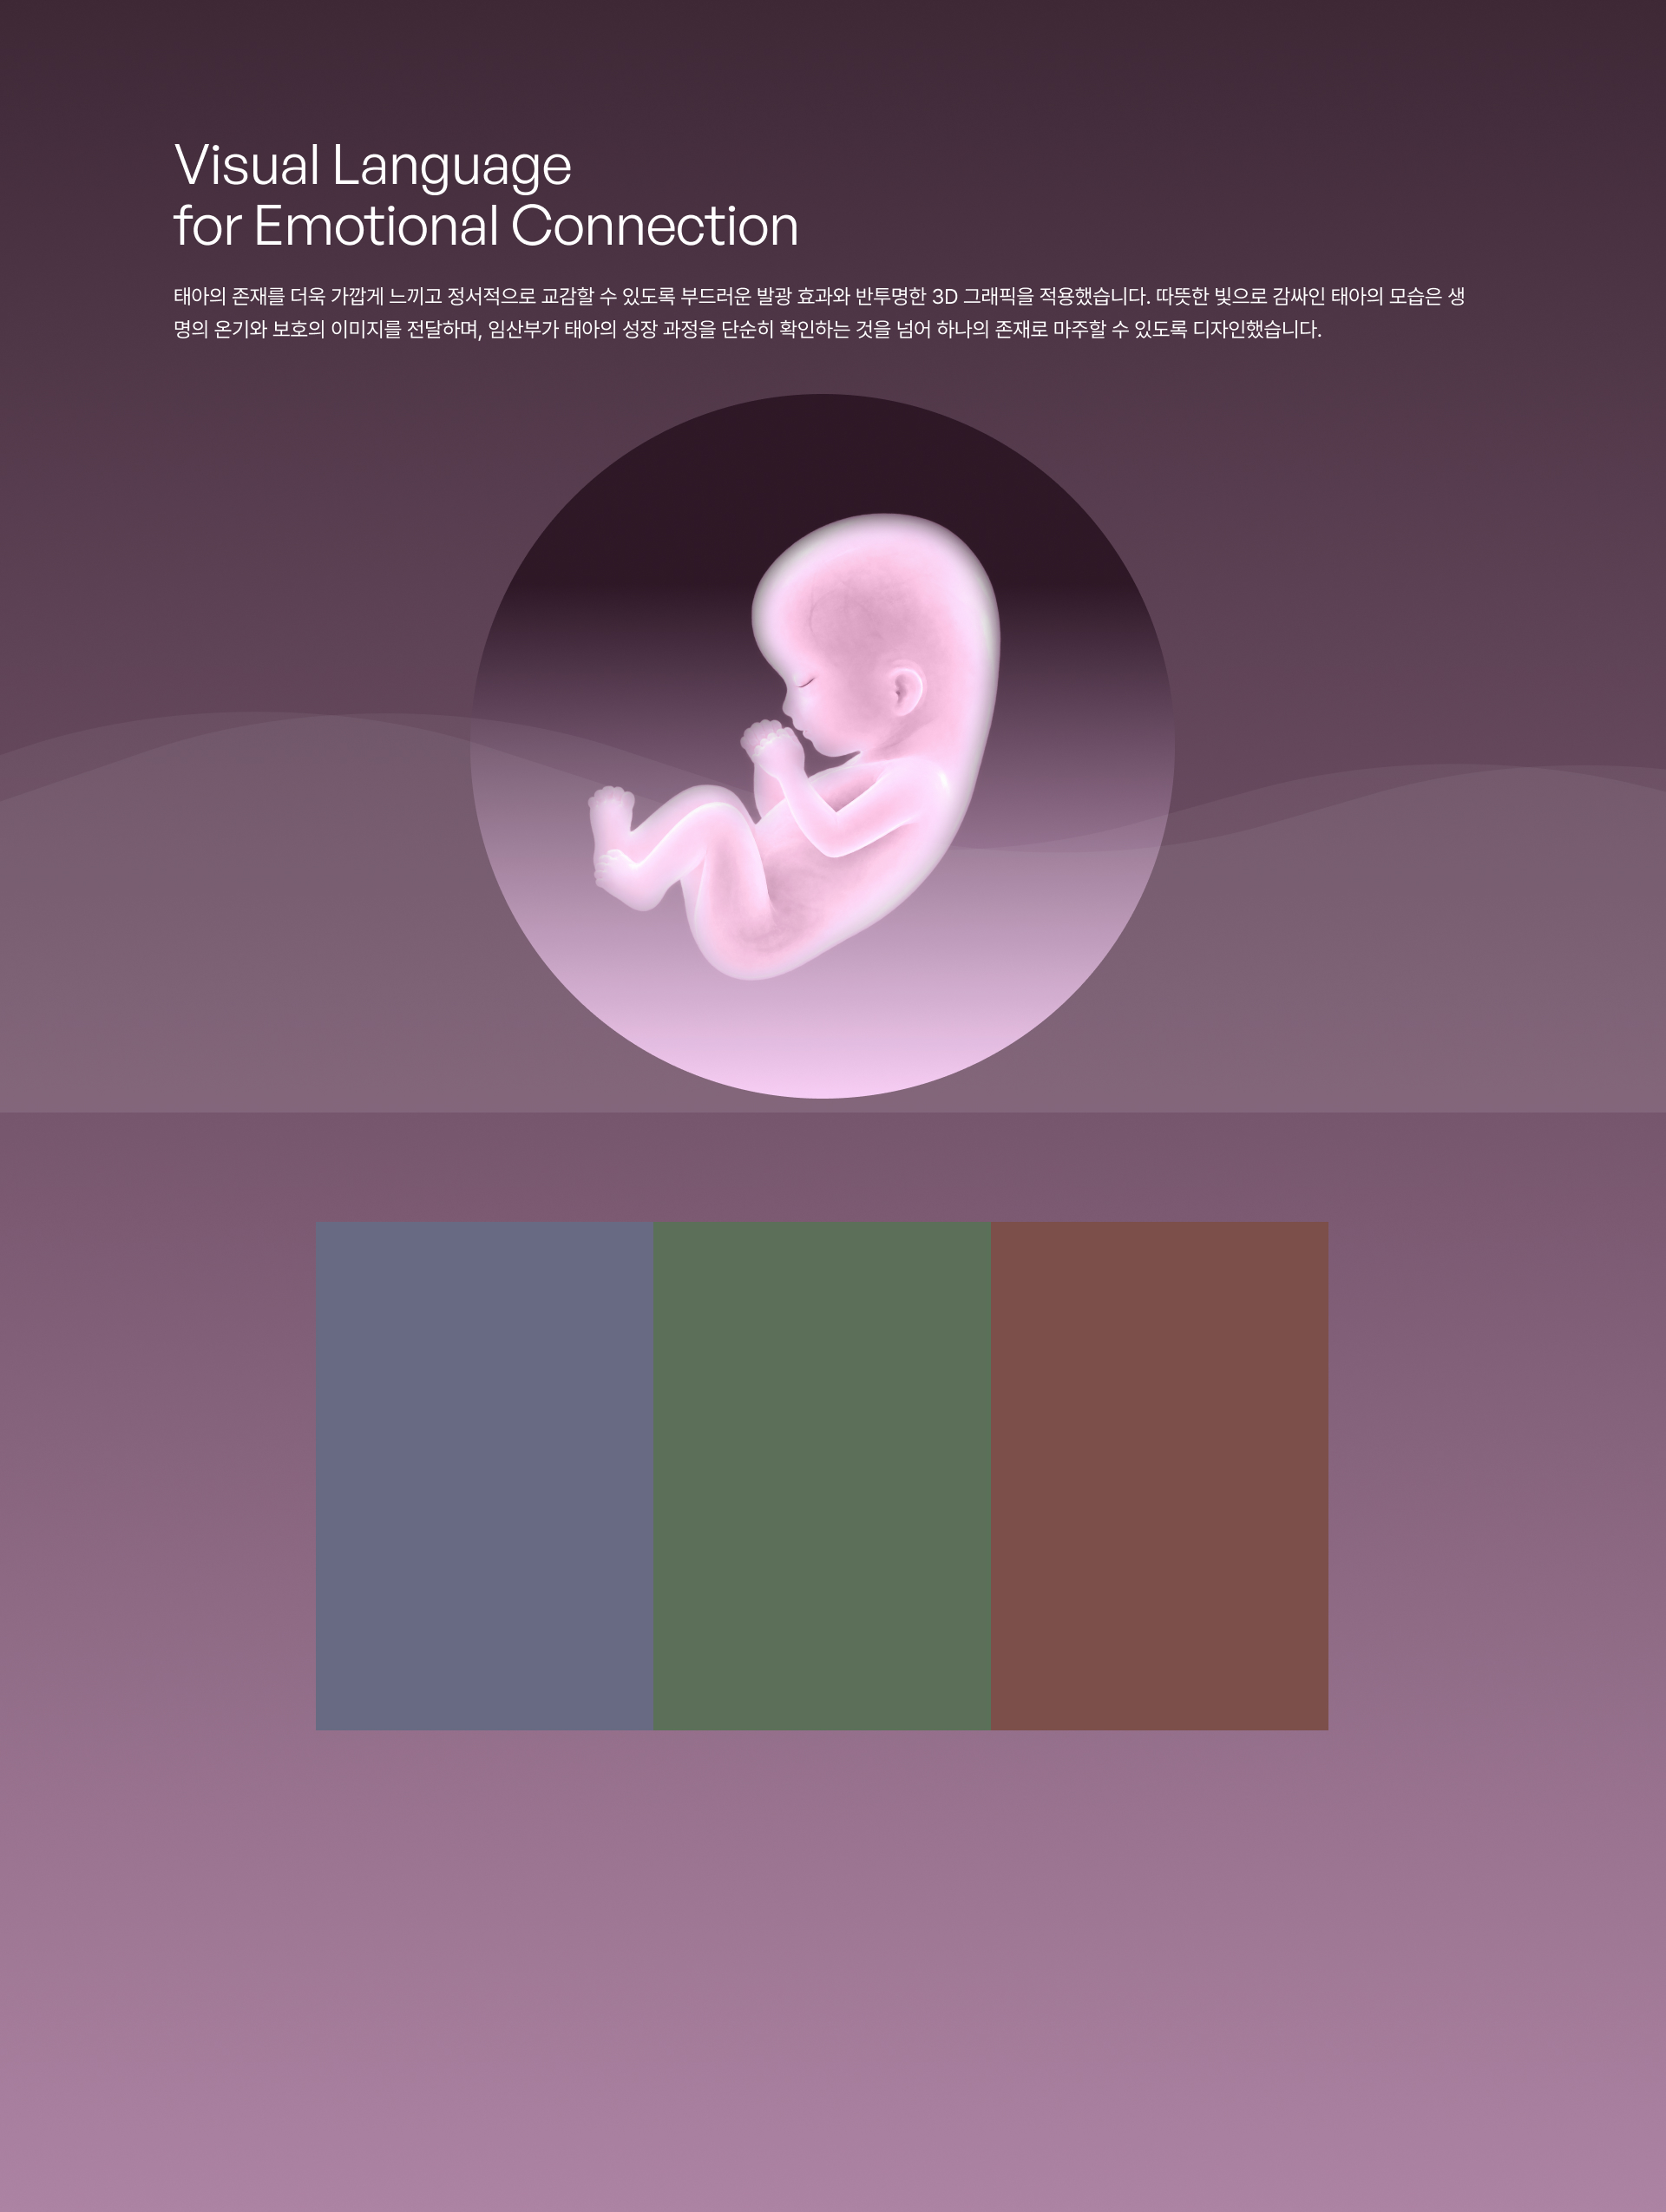 Visual Language
for Emotional Connection
태아의 존재를 더욱 가깝게 느끼고 정서적으로 교감할 수 있도록 부드러운 발광 효과와 반투명한 3D 그래픽을 적용했습니다. 따뜻한 빛으로 감싸인 태아의 모습은 생
명의 온기와 보호의 이미지를 전달하며, 임산부가 태아의 성장 과정을 단순히 확인하는 것을 넘어 하나의 존재로 마주할 수 있도록 디자인했습니다.